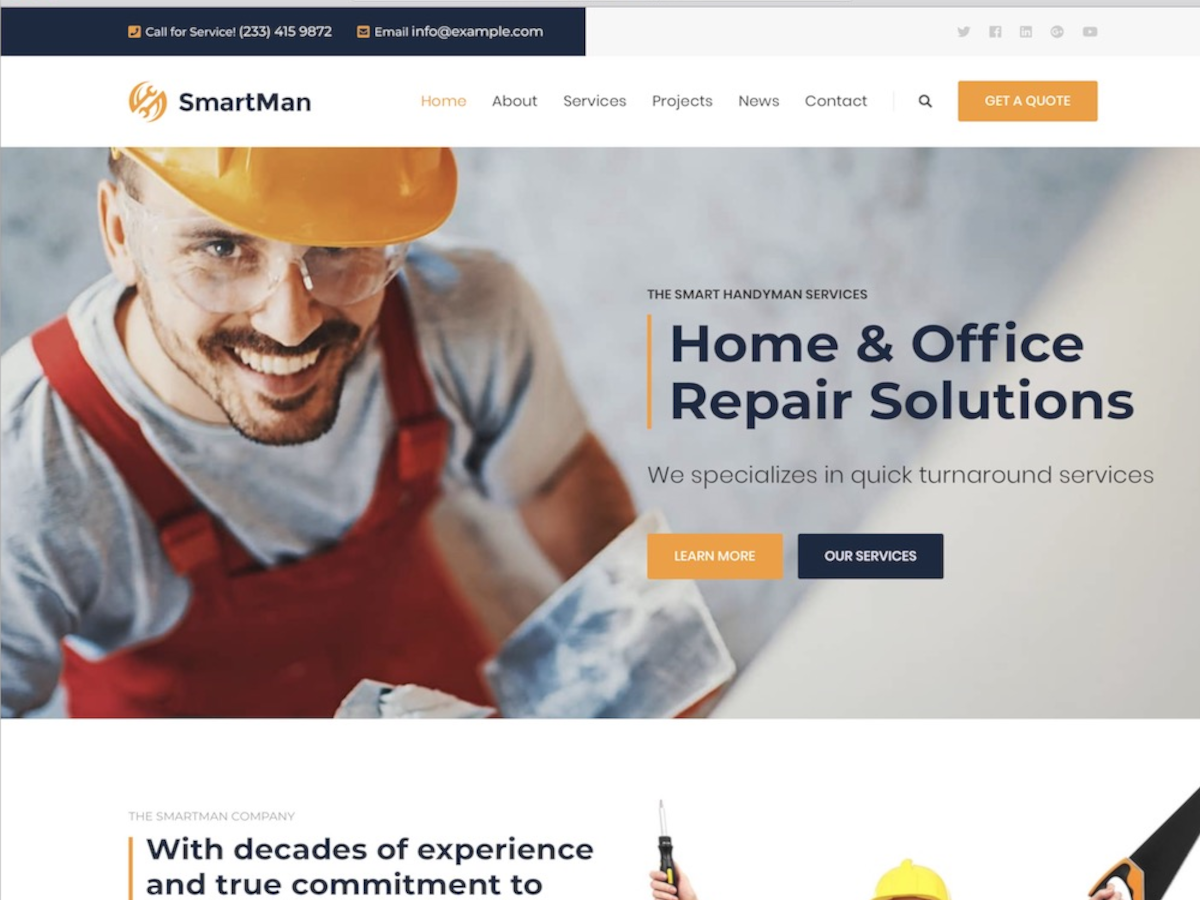 Call for Service! (233) 415 9872 Email info@example.com
SmartMan Home About Services Projects News Contact GET A QUOTE
THE SMART HANDYMAN SERVICES
Home & Office
Repair Solutions
We specializes in quick turnaround services
LEARN MORE OUR SERVICES
THE SMARTMAN COMPANY
With decades of experience
and true commitment to